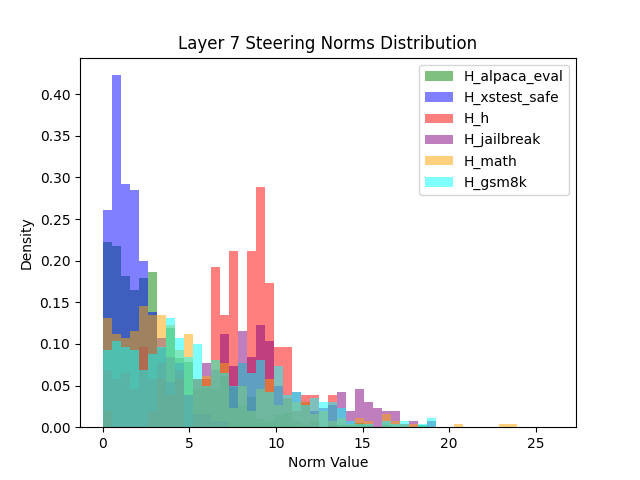 Layer 7 Steering Norms Distribution
H_alpaca_eval
H_xstest_safe
H_h
H_jailbreak
H_math
H_gsm8k
0.40
0.35
0.30
0.25
0.20
0.15
0.10
0.05
0.00
Density
0
5
10
15
20
25
Norm Value